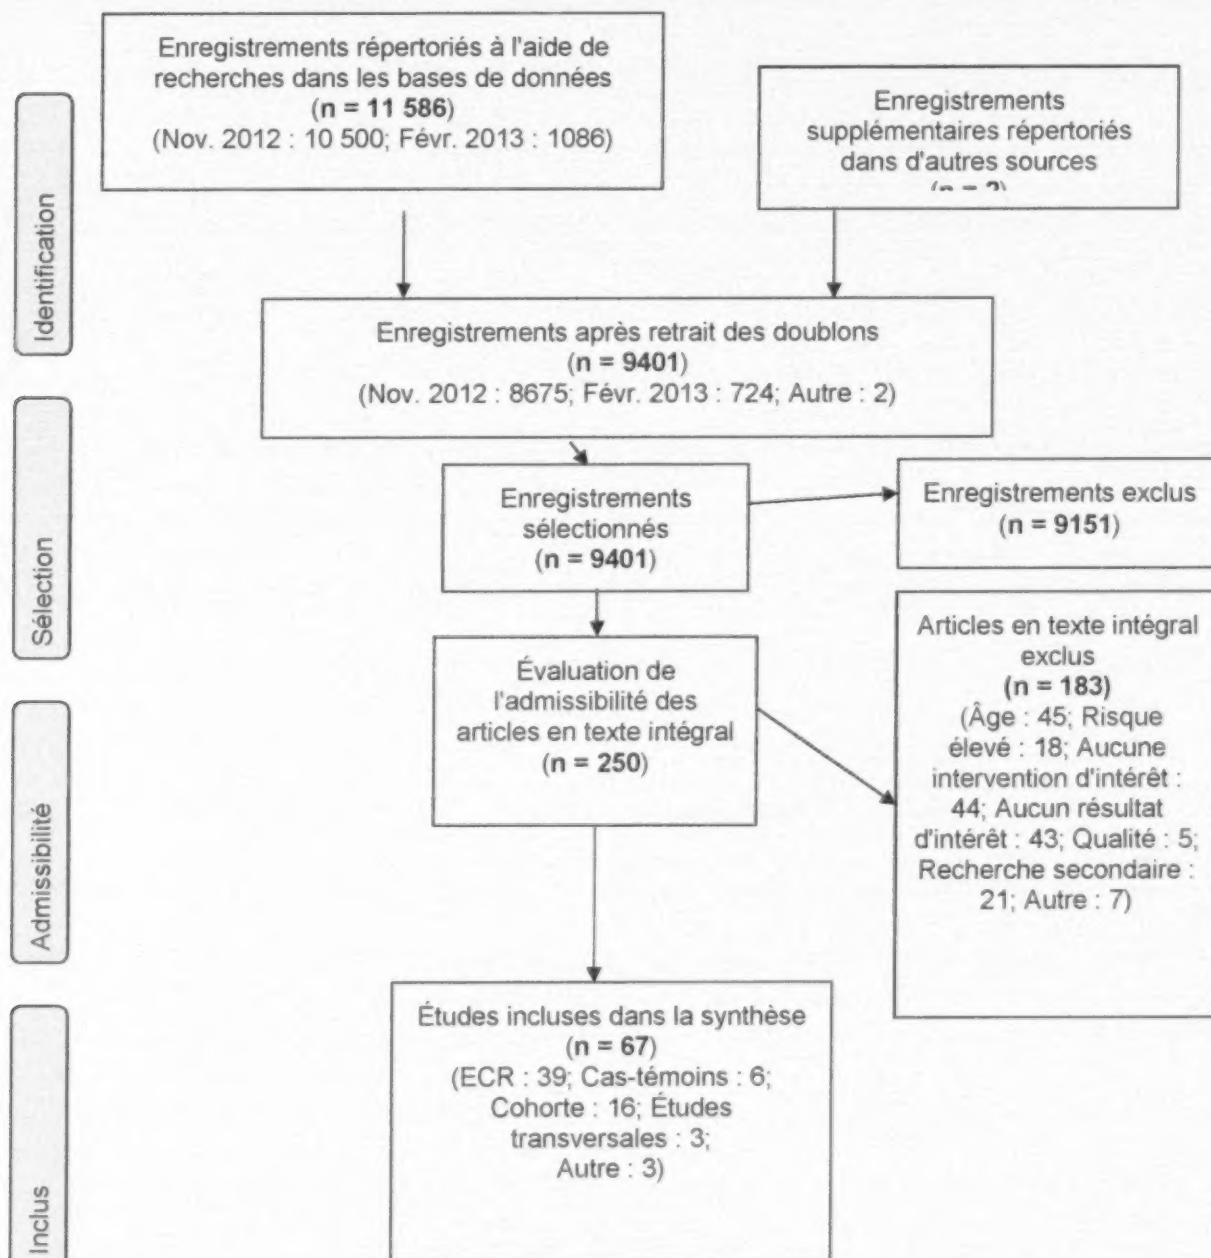 Enregistrements répertoriés à l'aide de
recherches dans les bases de données
(n = 11 586)
(Nov. 2012 : 10 500; Févr. 2013 : 1086)
Enregistrements
supplémentaires répertoriés
dans d'autres sources
(n = 2)
Identification
Enregistrements après retrait des doublons
(n = 9401)
(Nov. 2012 : 8675; Févr. 2013 : 724; Autre : 2)
Sélection
Enregistrements
sélectionnés
(n = 9401)
Enregistrements exclus
(n = 9151)
Admissibilité
Évaluation de
l'admissibilité des
articles en texte intégral
(n = 250)
Articles en texte intégral
exclus
(n = 183)
(Âge : 45; Risque
élevé : 18; Aucune
intervention d'intérêt :
44; Aucun résultat
d'intérêt : 43; Qualité : 5;
Recherche secondaire :
21; Autre : 7)
Inclus
Études incluses dans la synthèse
(n = 67)
(ECR : 39; Cas-témoins : 6;
Cohorte : 16; Études
transversales : 3;
Autre : 3)